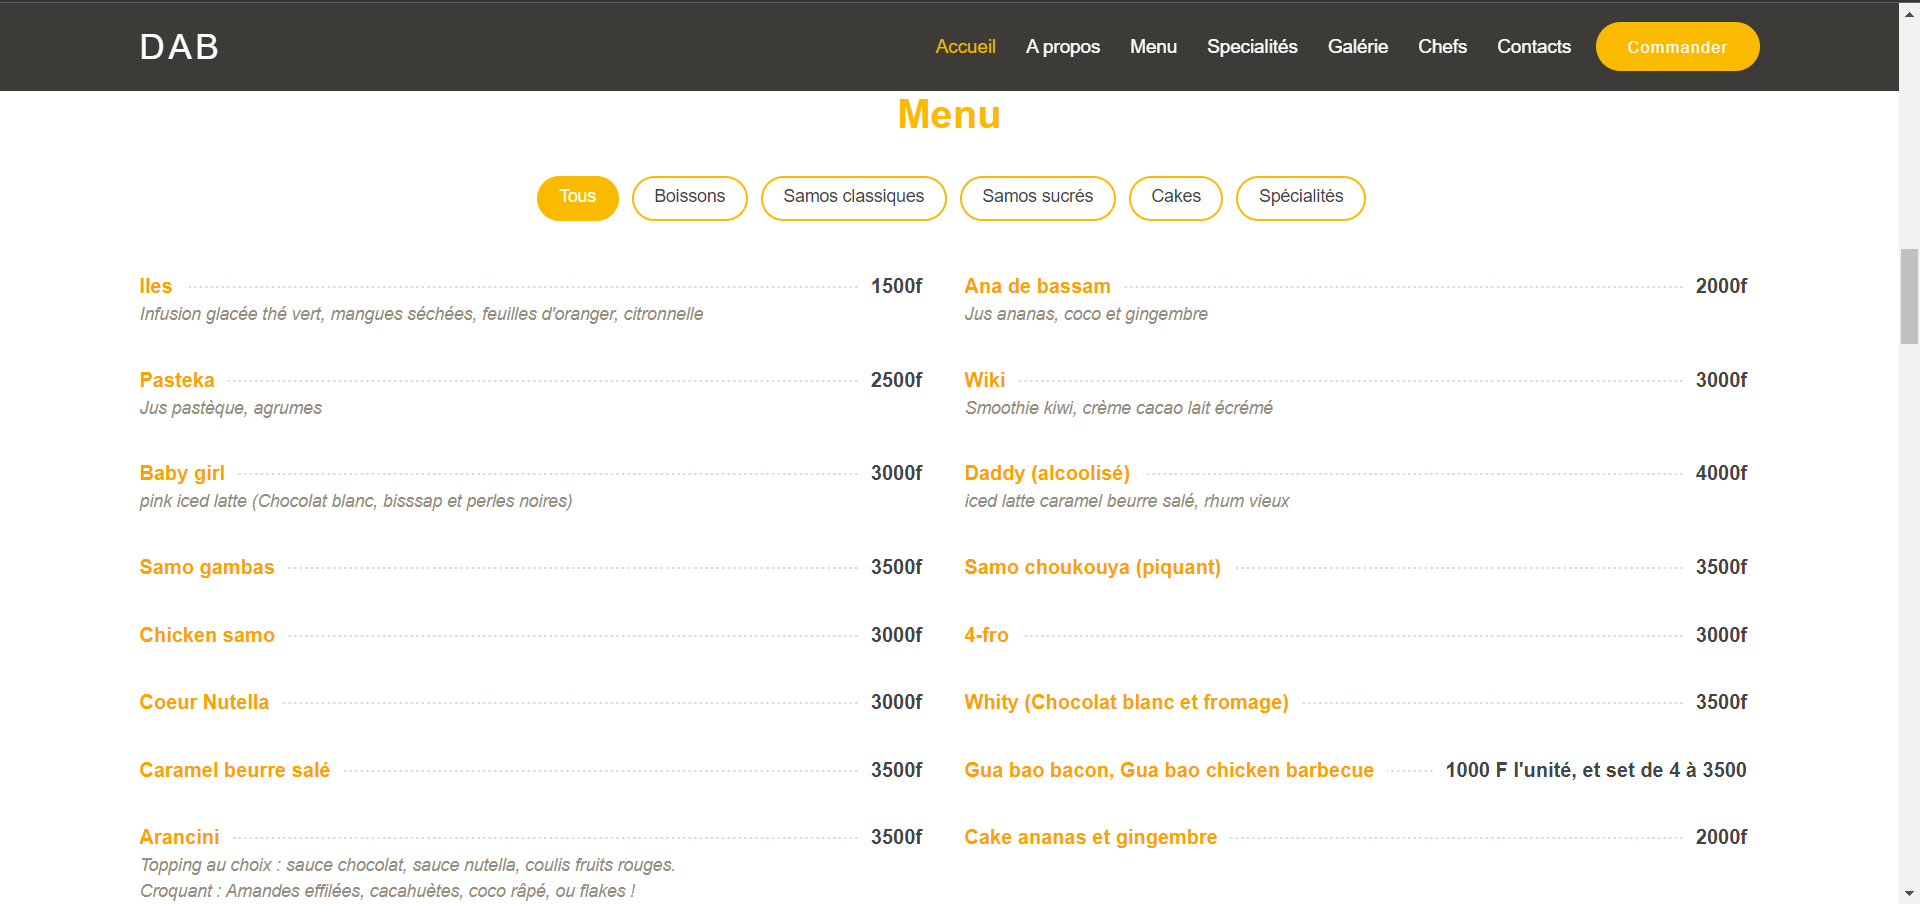 DAB
Accueil A propos Menu Specialités Galérie Chefs Contacts Commander
Menu
Tous Boissons Samos classiques Samos sucrés Cakes Spécialités
Iles 1500f
Infusion glacée thé vert, mangues séchées, feuilles d'oranger, citronnelle
Ana de bassam 2000f
Jus ananas, coco et gingembre
Pasteka 2500f
Jus pastèque, agrumes
Wiki 3000f
Smoothie kiwi, crème cacao lait écrémé
Baby girl 3000f
pink iced latte (Chocolat blanc, bisssap et perles noires)
Daddy (alcoolisé) 4000f
iced latte caramel beurre salé, rhum vieux
Samo gambas 3500f
Samo choukouya (piquant) 3500f
Chicken samo 3000f
4-fro 3000f
Coeur Nutella 3000f
Whity (Chocolat blanc et fromage) 3500f
Caramel beurre salé 3500f
Gua bao bacon, Gua bao chicken barbecue 1000 F l'unité, et set de 4 à 3500
Arancini 3500f
Topping au choix : sauce chocolat, sauce nutella, coulis fruits rouges.
Croquant : Amandes effilées, cacahuètes, coco râpé, ou flakes !
Cake ananas et gingembre 2000f